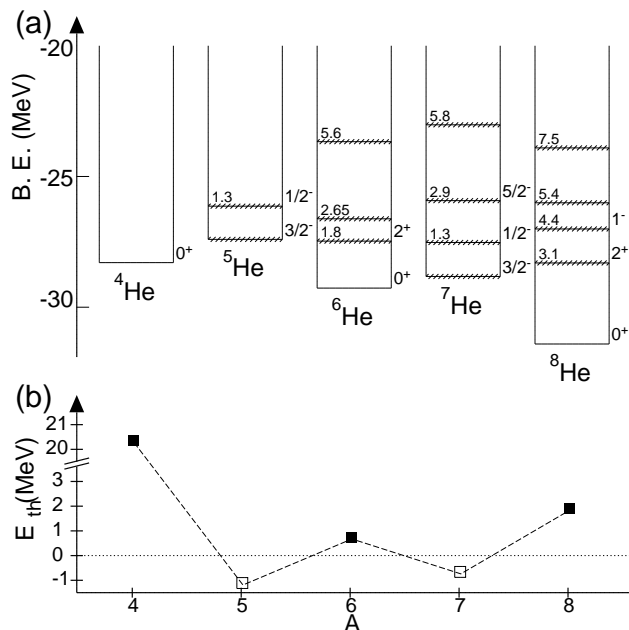 (a)
B. E. (MeV)
-20
-25
-30
0⁺
⁴He
1.3 1/2⁻
3/2⁻
⁵He
5.6
2.65
1.8 2⁺
0⁺
⁶He
5.8
2.9 5/2⁻
1.3 1/2⁻
3/2⁻
⁷He
7.5
5.4
4.4 1⁻
3.1 2⁺
0⁺
⁸He
(b)
E th (MeV)
21
20
3
2
1
0
-1
4 5 6 7 8
A